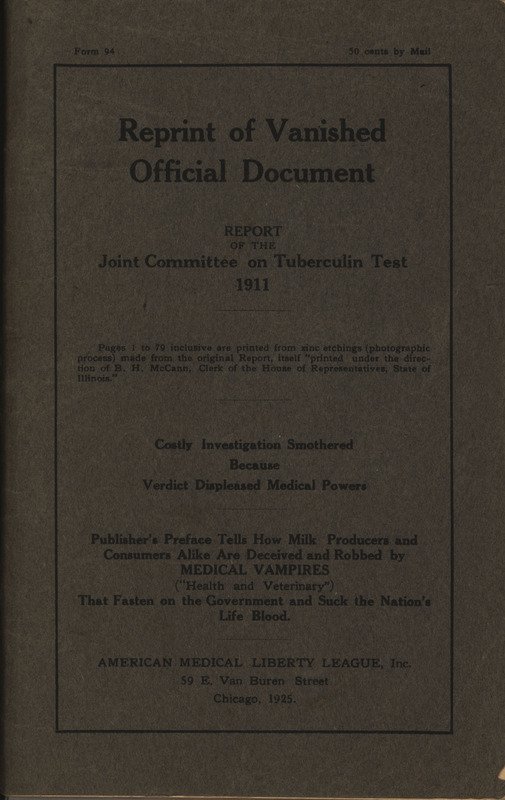 Form 94
50 cents by Mail
Reprint of Vanished
Official Document
REPORT
OF THE
Joint Committee on Tuberculin Test
1911
Pages 1 to 79 inclusive are printed from zinc etchings (photographic
process) made from the original Report, itself "printed under the direc-
tion of B. H. McCann, Clerk of the House of Representatives, State of
Illinois."
Costly Investigation Smothered
Because
Verdict Displeased Medical Powers
Publisher's Preface Tells How Milk Producers and
Consumers Alike Are Deceived and Robbed by
MEDICAL VAMPIRES
("Health and Veterinary")
That Fasten on the Government and Suck the Nation's
Life Blood.
AMERICAN MEDICAL LIBERTY LEAGUE, Inc.
59 E. Van Buren Street
Chicago, 1925.